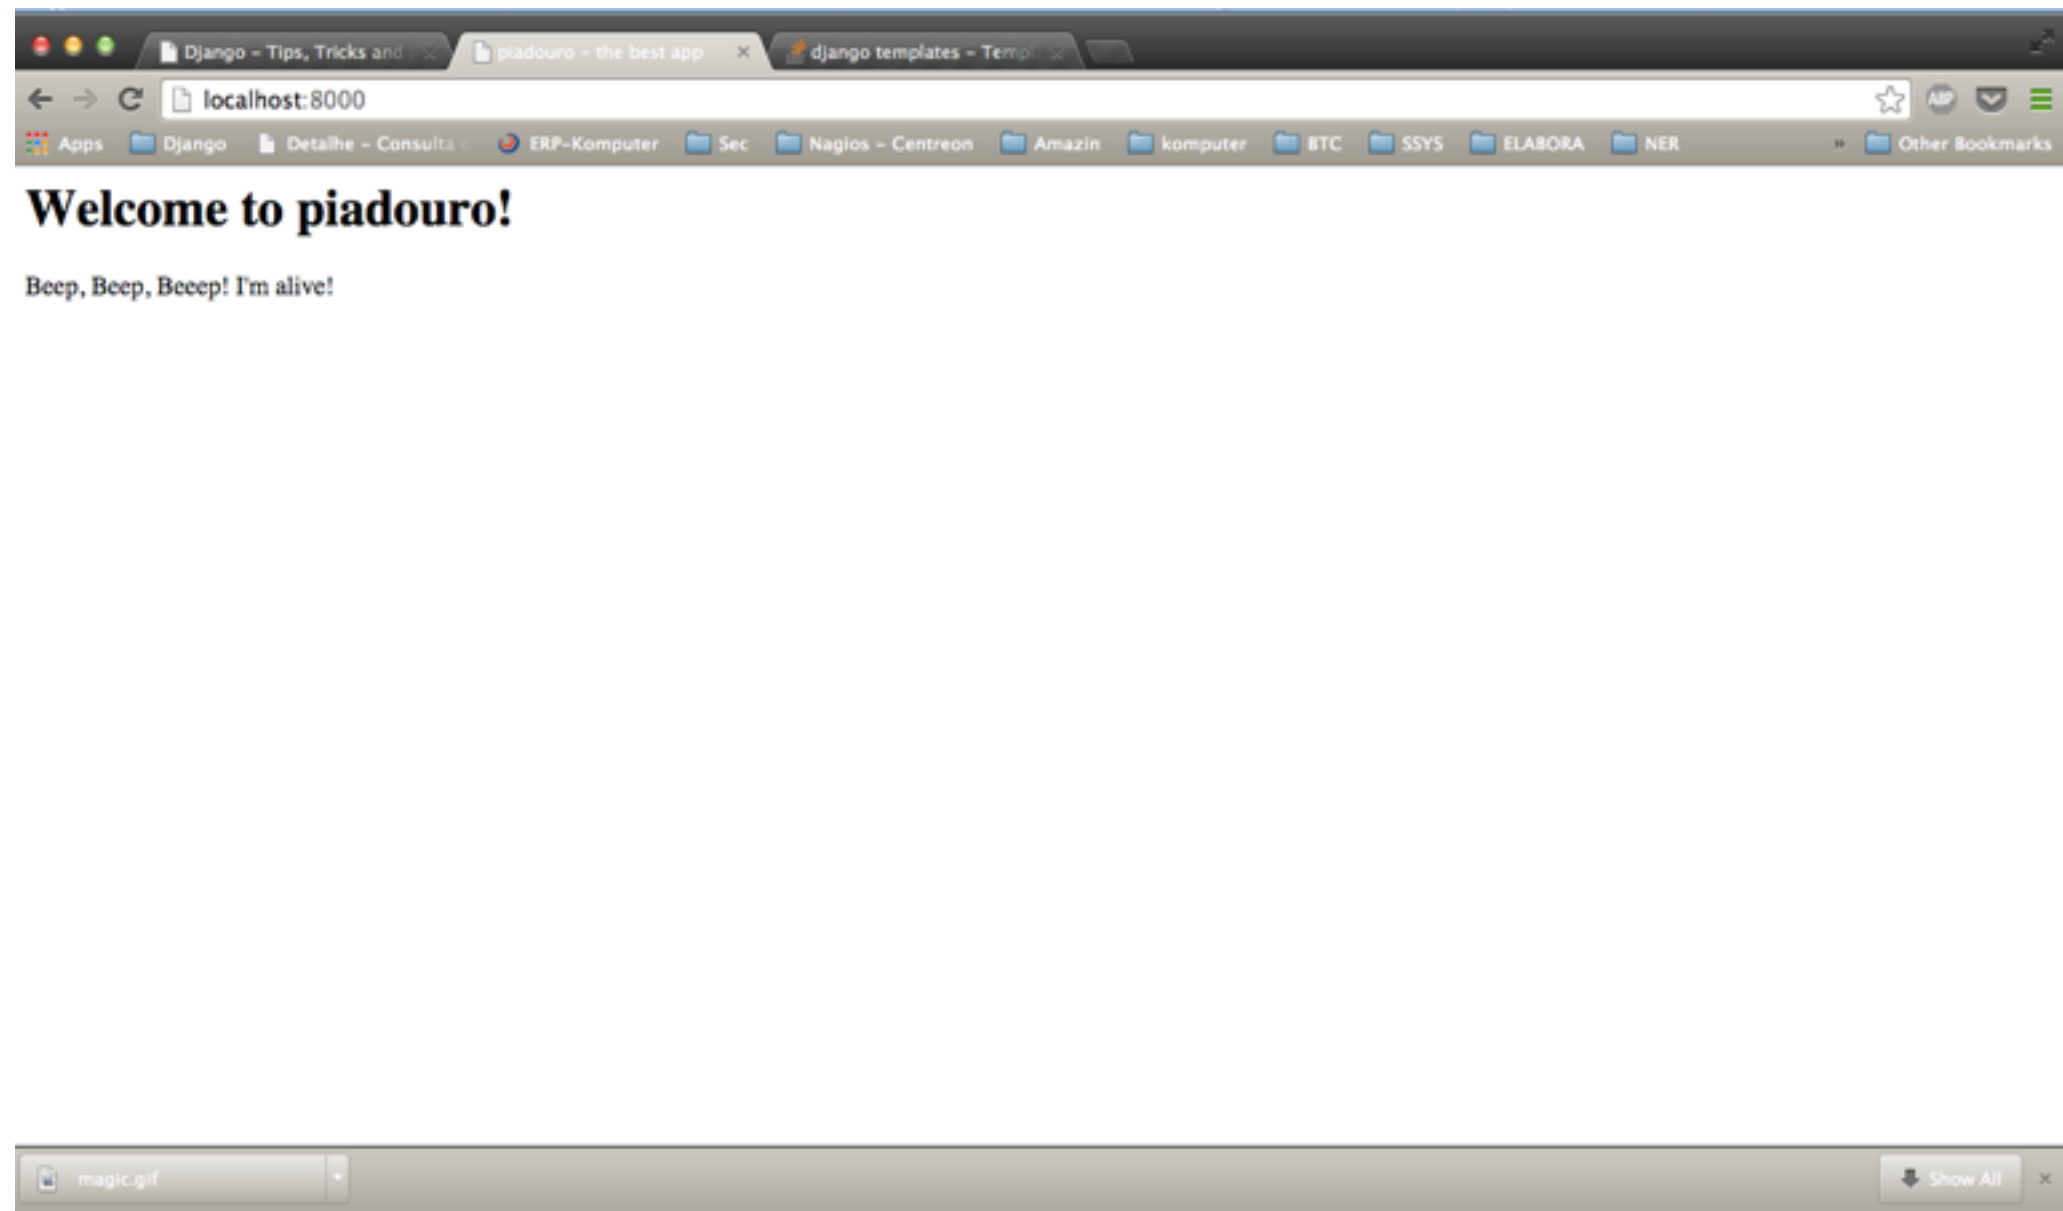 Django – Tips, Tricks and
piadouro – the best app
django templates – Templ
localhost:8000
ABP
Apps Django Detalhe – Consulta ERP-Komputer Sec Nagios – Centreon Amazin komputer BTC SSYS ELABORA NER » Other Bookmarks
Welcome to piadouro!
Beep, Beep, Beeep! I'm alive!
magic.gif Show All